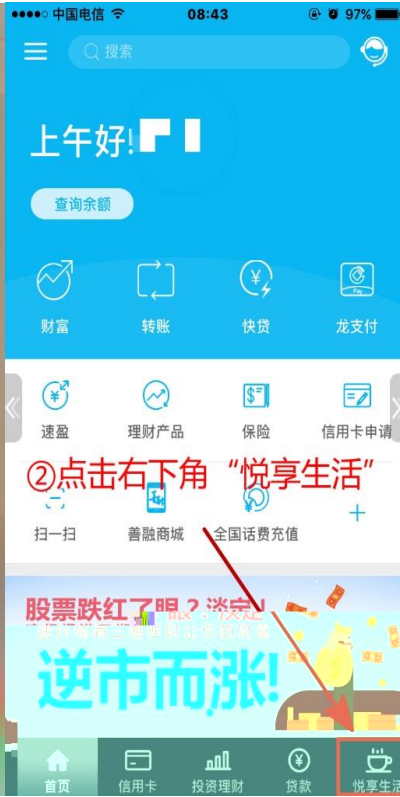 中国电信 08:43 97%
搜索
上午好!
查询余额
财富 转账 快贷 龙支付
Pay
速盈 理财产品 保险 信用卡申请
②点击右下角“悦享生活”
扫一扫 善融商城 全国话费充值
股票跌红了眼?淡定!
逆市而涨!
首页 信用卡 投资理财 贷款 悦享生活